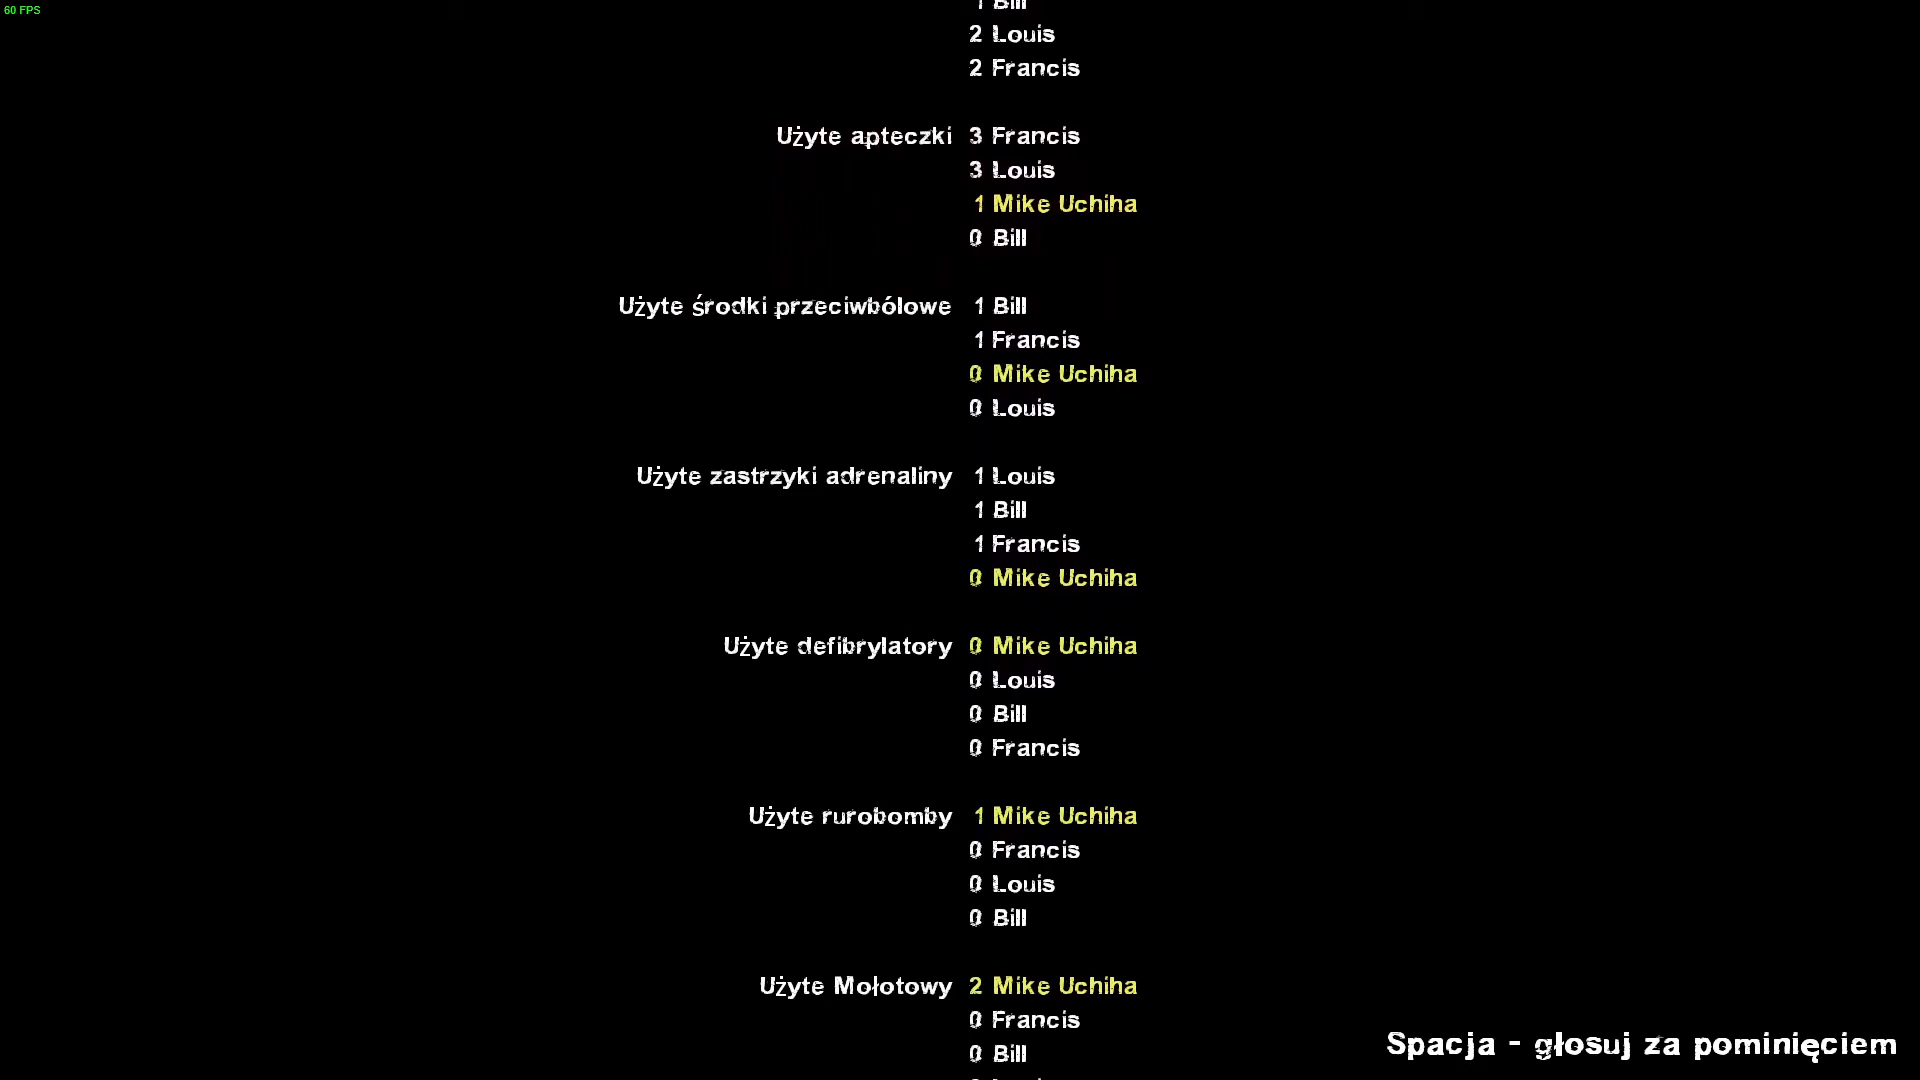 60 FPS
1 Bill
2 Louis
2 Francis
Użyte apteczki 3 Francis
3 Louis
1 Mike Uchiha
0 Bill
Użyte środki przeciwbólowe 1 Bill
1 Francis
0 Mike Uchiha
0 Louis
Użyte zastrzyki adrenaliny 1 Louis
1 Bill
1 Francis
0 Mike Uchiha
Użyte defibrylatory 0 Mike Uchiha
0 Louis
0 Bill
0 Francis
Użyte rurobomby 1 Mike Uchiha
0 Francis
0 Louis
0 Bill
Użyte Mołotowy 2 Mike Uchiha
0 Francis
0 Bill
Spacja - głosuj za pominięciem